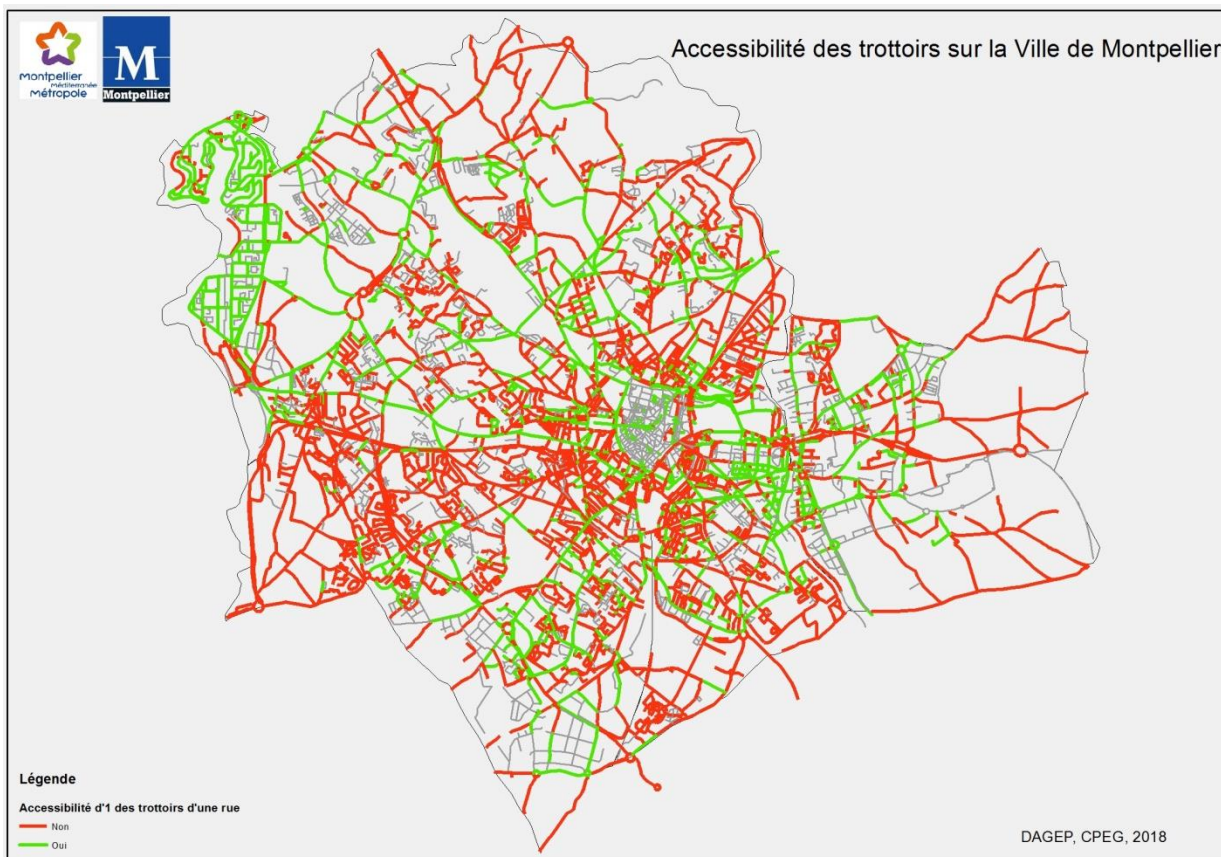 montpellier
Méditerranée
Métropole
M
Montpellier
Accessibilité des trottoirs sur la Ville de Montpellier
Légende
Accessibilité d'1 des trottoirs d'une rue
Non
Oui
DAGEP, CPEG, 2018